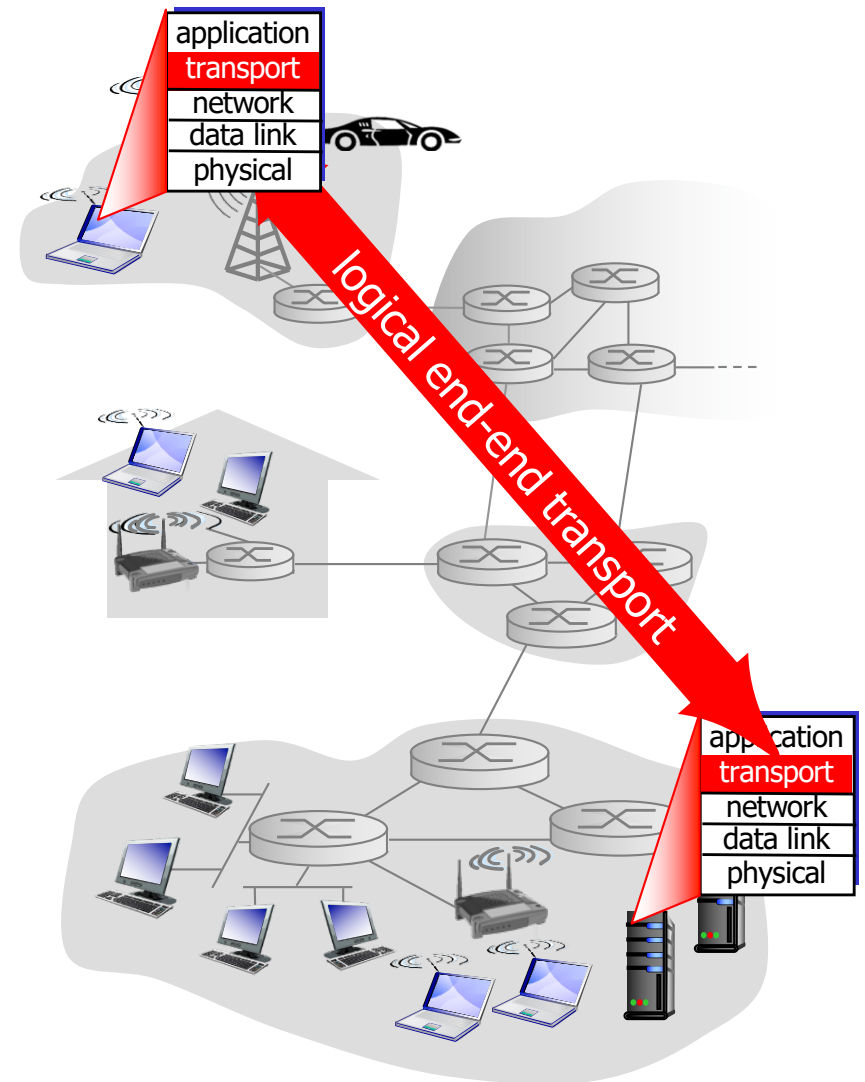 application
transport
network
data link
physical
logical end-end transport
application
transport
network
data link
physical